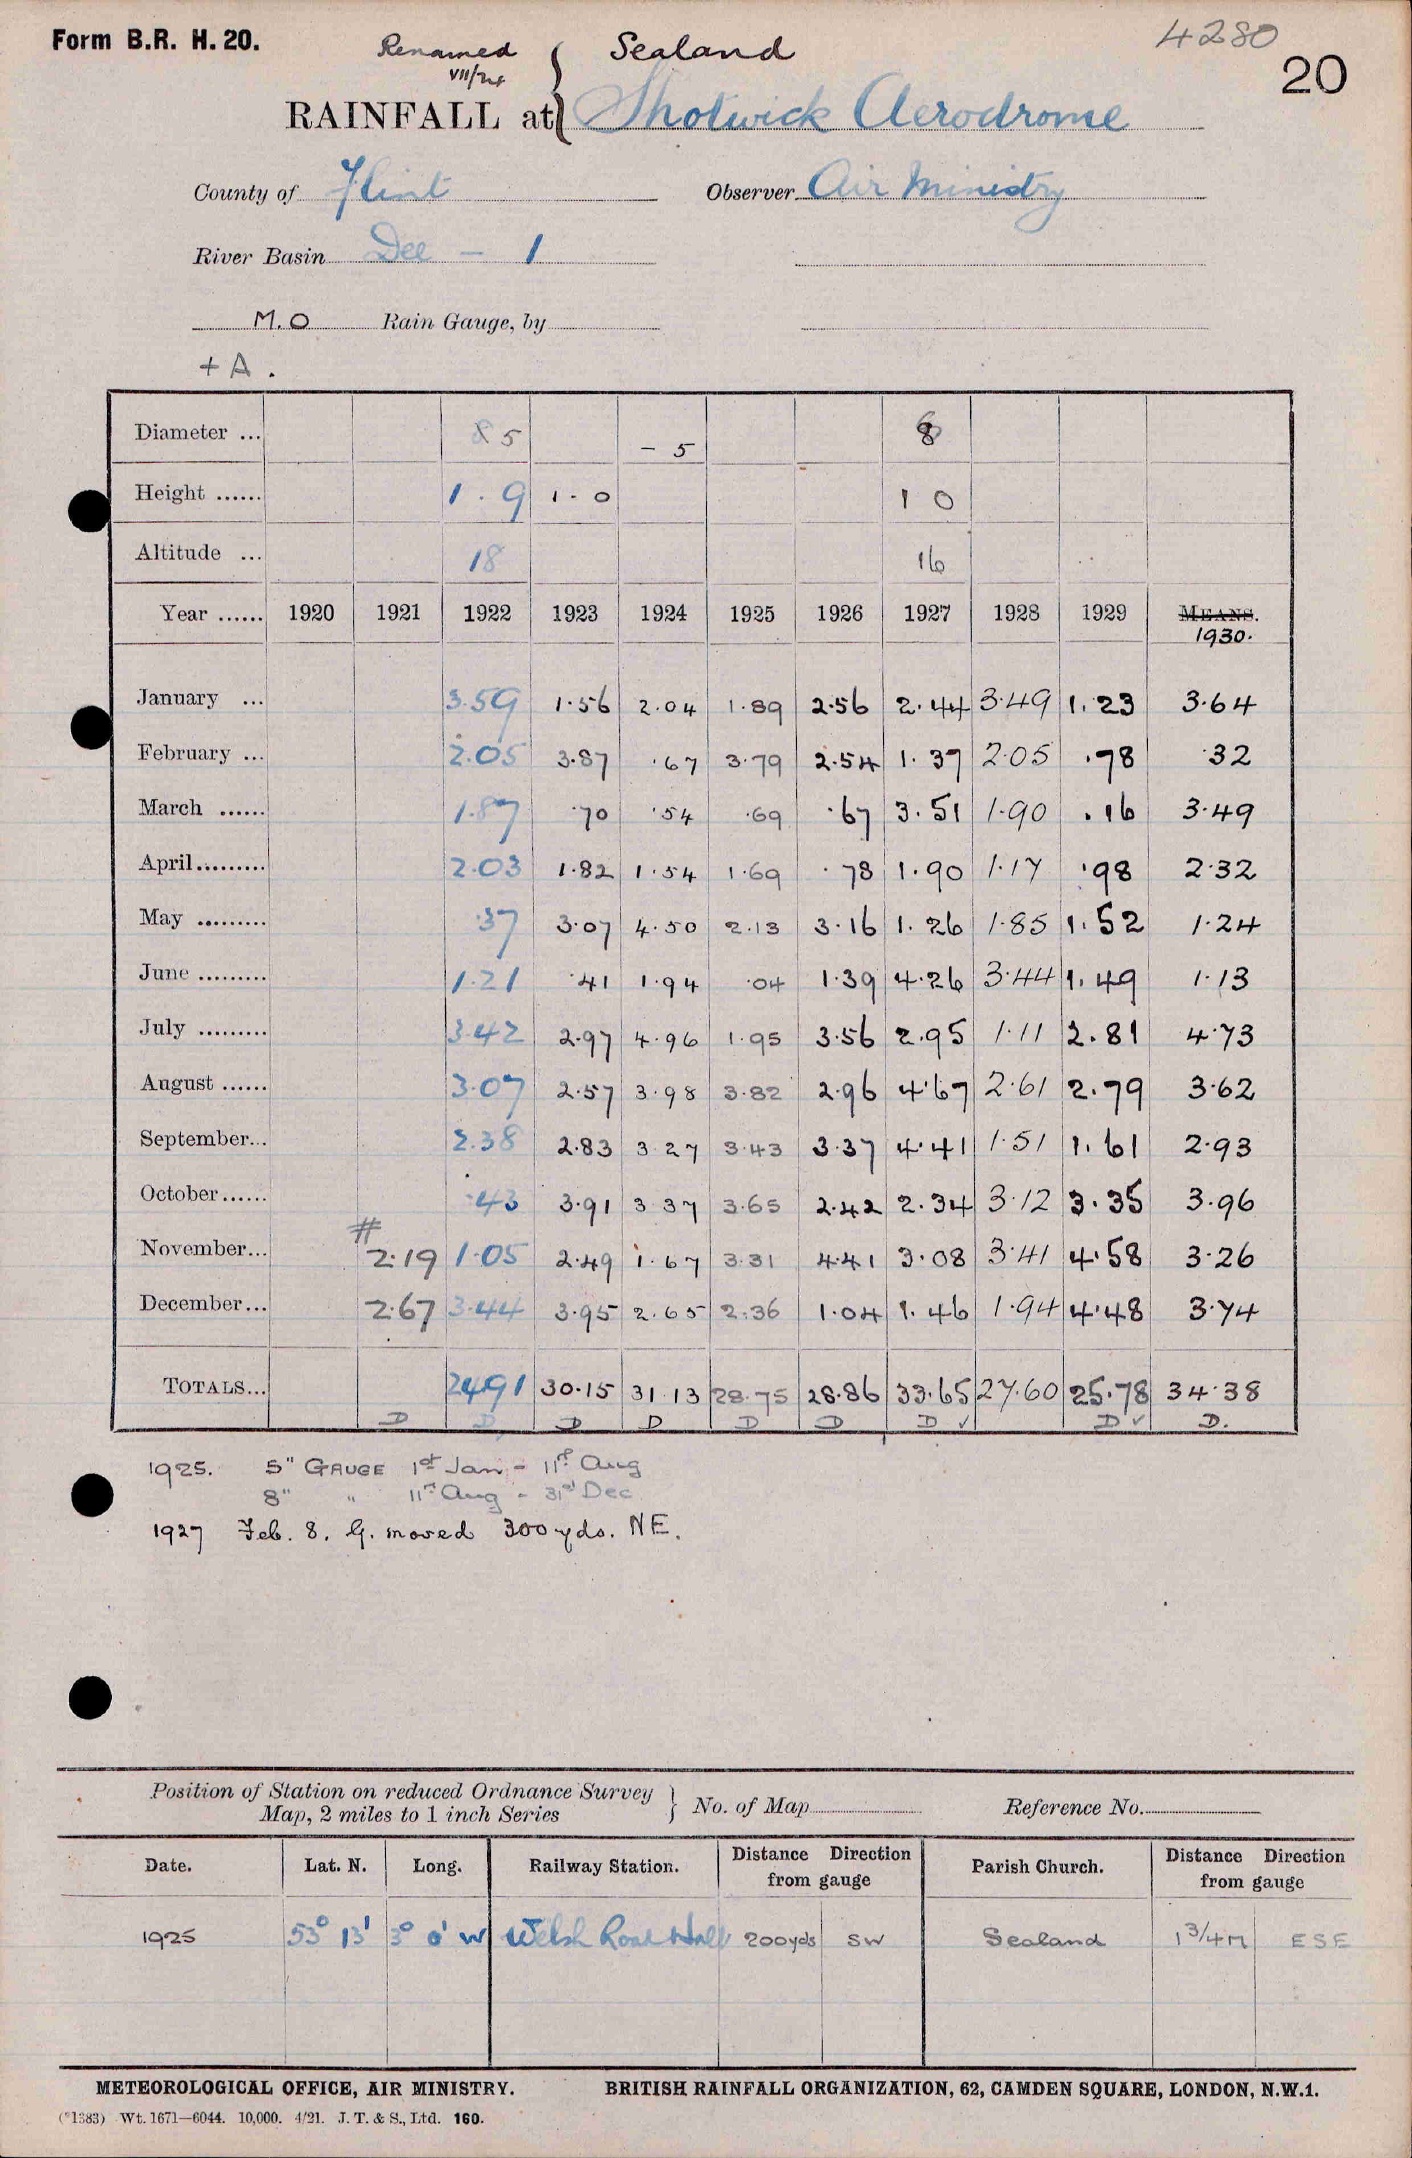 Form B.R. H. 20.
4280
20
Renamed VII/24 { Sealand
RAINFALL at { Shotwick Aerodrome
County of Flint Observer Air Ministry
River Basin Dee — 1
M.O Rain Gauge, by
+ A .
Diameter ... 8 5 — 5 8
Height ...... 1 . 9 1 - 0 1 0
Altitude ... 18 16
Year ...... 1920 1921 1922 1923 1924 1925 1926 1927 1928 1929 MEANS. 1930.
January ... 3.59 1.56 2.04 1.89 2.56 2.44 3.49 1.23 3.64
February ... 2.05 3.87 .67 3.79 2.54 1.37 2.05 .78 .32
March ...... 1.87 .70 .54 .69 .67 3.51 1.90 .16 3.49
April......... 2.03 1.82 1.54 1.69 .78 1.90 1.17 .98 2.32
May ......... .37 3.07 4.50 2.13 3.16 1.26 1.85 1.52 1.24
June ......... 1.21 .41 1.94 .04 1.39 4.26 3.44 1.49 1.13
July ......... 3.42 2.97 4.96 1.95 3.56 2.95 1.11 2.81 4.73
August ...... 3.07 2.57 3.98 3.82 2.96 4.67 2.61 2.79 3.62
September... 2.38 2.83 3.27 3.43 3.37 4.41 1.51 1.61 2.93
October...... .43 3.91 3.37 3.65 2.42 2.34 3.12 3.35 3.96
#
November... 2.19 1.05 2.49 1.67 3.31 4.41 3.08 3.41 4.58 3.26
December... 2.67 3.44 3.95 2.65 2.36 1.04 1.46 1.94 4.48 3.74
TOTALS... 24.91 30.15 31.13 28.75 28.86 33.65 27.60 25.78 34.38
D D D D D D D ✓ D ✓ D.
1925. 5" GAUGE 1st Jan - 11th Aug
8" " 11th Aug - 31st Dec
1927 Feb. 8. G. moved 300 yds. NE.
Position of Station on reduced Ordnance Survey
Map, 2 miles to 1 inch Series } No. of Map Reference No.
Date. Lat. N. Long. Railway Station. Distance Direction from gauge Parish Church. Distance Direction from gauge
1925 53° 13' 3° 0' W Welsh Road Halt 200yds SW Sealand 1 3/4 M ESE
METEOROLOGICAL OFFICE, AIR MINISTRY. BRITISH RAINFALL ORGANIZATION, 62, CAMDEN SQUARE, LONDON, N.W.1.
(*1383) Wt. 1671—6044. 10,000. 4/21. J. T. & S., Ltd. 160.